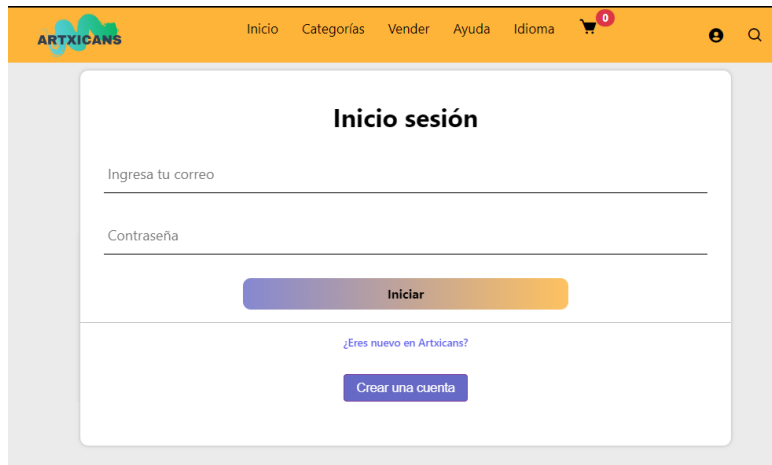 ARTXICANS
Inicio Categorías Vender Ayuda Idioma 0
Inicio sesión
Ingresa tu correo
Contraseña
Iniciar
¿Eres nuevo en Artxicans?
Crear una cuenta